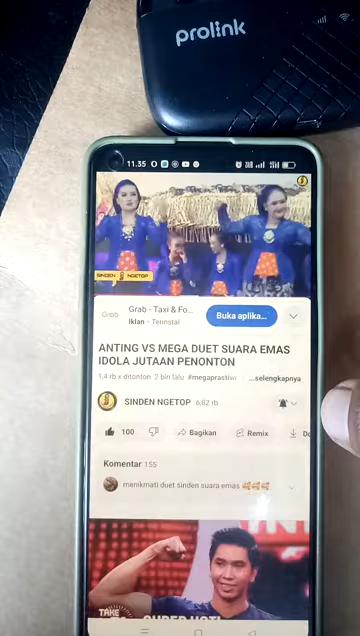 prolink
11.35
SINDEN NGETOP
Grab
Grab - Taxi & Fo...
Iklan · Terinstal
Buka aplika...
ANTING VS MEGA DUET SUARA EMAS
IDOLA JUTAAN PENONTON
1,4 rb x ditonton 2 bln lalu #megaprastiwi ...selengkapnya
SINDEN NGETOP 6,82 rb
100
Bagikan
Remix
Do
Komentar 155
menikmati duet sinden suara emas
TAKE